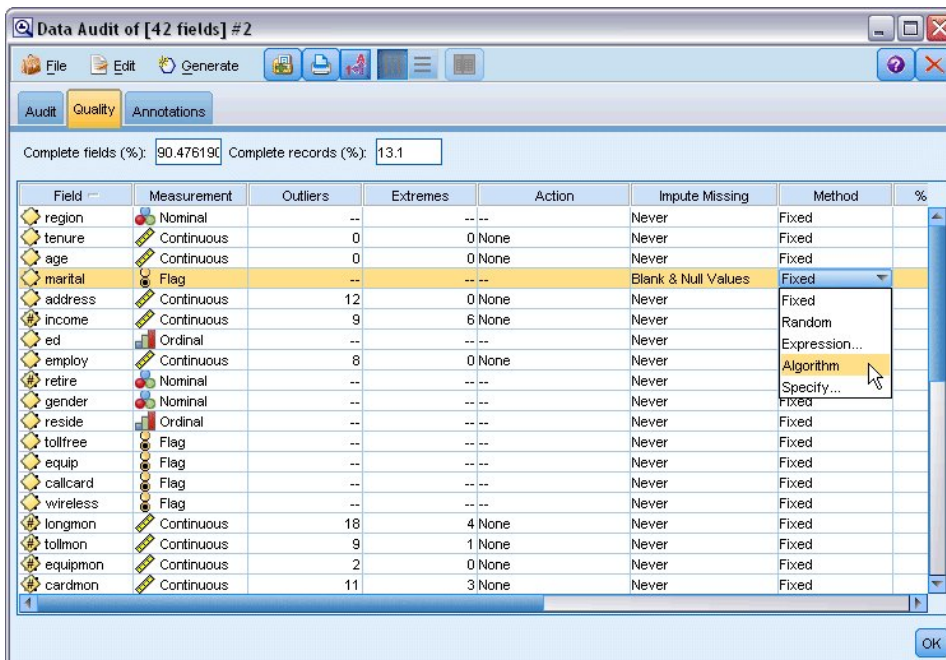 Data Audit of [42 fields] #2
File Edit Generate
Audit Quality Annotations
Complete fields (%): 90.476190 Complete records (%): 13.1
Field Measurement Outliers Extremes Action Impute Missing Method %
region Nominal -- -- -- Never Fixed
tenure Continuous 0 0 None Never Fixed
age Continuous 0 0 None Never Fixed
marital Flag -- -- -- Blank & Null Values Fixed
address Continuous 12 0 None Never Fixed
income Continuous 9 6 None Never Random
ed Ordinal -- -- -- Never Expression...
employ Continuous 8 0 None Never Algorithm
retire Nominal -- -- -- Never Specify...
gender Nominal -- -- -- Never Fixed
reside Ordinal -- -- -- Never Fixed
tollfree Flag -- -- -- Never Fixed
equip Flag -- -- -- Never Fixed
callcard Flag -- -- -- Never Fixed
wireless Flag -- -- -- Never Fixed
longmon Continuous 18 4 None Never Fixed
tollmon Continuous 9 1 None Never Fixed
equipmon Continuous 2 0 None Never Fixed
cardmon Continuous 11 3 None Never Fixed
OK